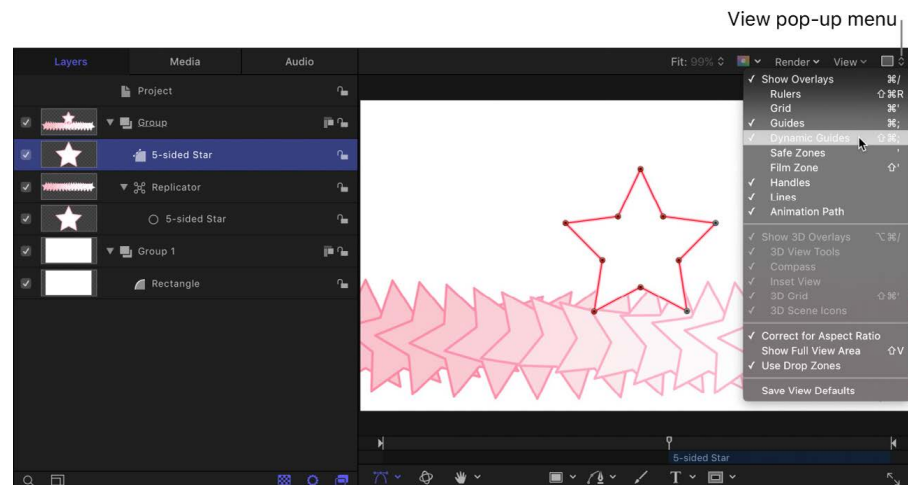 View pop-up menu
Layers Media Audio
Fit: 99% Render View
Project
Group
5-sided Star
Replicator
5-sided Star
Group 1
Rectangle
✓ Show Overlays ⌘/
Rulers ⇧⌘R
Grid ⌘'
✓ Guides ⌘;
✓ Dynamic Guides ⇧⌘;
Safe Zones '
Film Zone ⇧'
✓ Handles
✓ Lines
✓ Animation Path
✓ Show 3D Overlays ⌥⌘/
✓ 3D View Tools
✓ Compass
✓ Inset View
✓ 3D Grid ⇧⌘'
✓ 3D Scene Icons
✓ Correct for Aspect Ratio
Show Full View Area ⇧V
✓ Use Drop Zones
Save View Defaults
5-sided Star
T